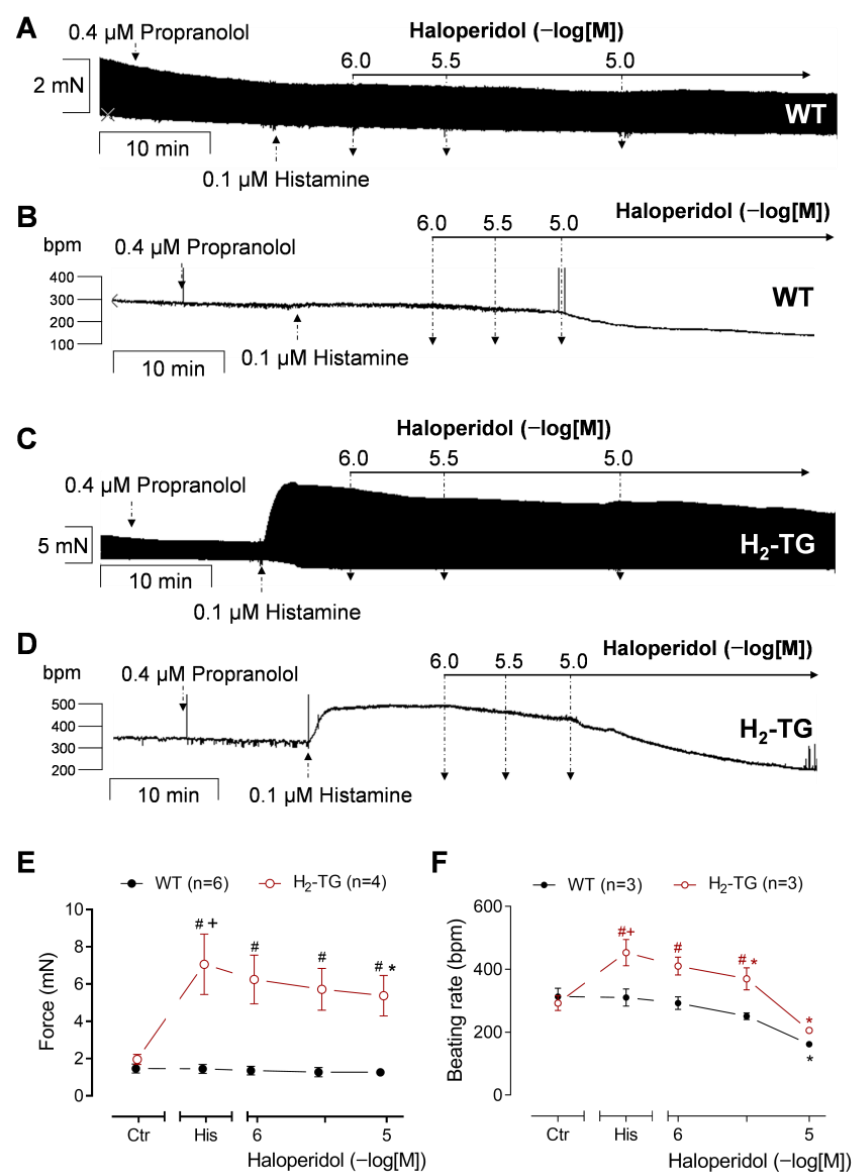 A
0.4 µM Propranolol
Haloperidol (−log[M])
6.0 5.5 5.0
2 mN
WT
10 min
0.1 µM Histamine
B
Haloperidol (−log[M])
6.0 5.5 5.0
bpm
0.4 µM Propranolol
400
300
200
100
WT
0.1 µM Histamine
10 min
C
Haloperidol (−log[M])
6.0 5.5 5.0
0.4 µM Propranolol
5 mN
H₂-TG
10 min
0.1 µM Histamine
D
Haloperidol (−log[M])
6.0 5.5 5.0
0.4 µM Propranolol
bpm
500
400
300
200
H₂-TG
10 min
0.1 µM Histamine
E
WT (n=6) H₂-TG (n=4)
Force (mN)
10
8
6
4
2
0
# +
#
#
# *
Ctr His 6 5
Haloperidol (−log[M])
F
WT (n=3) H₂-TG (n=3)
Beating rate (bpm)
600
400
200
0
#+
#
# *
*
*
Ctr His 6 5
Haloperidol (−log[M])